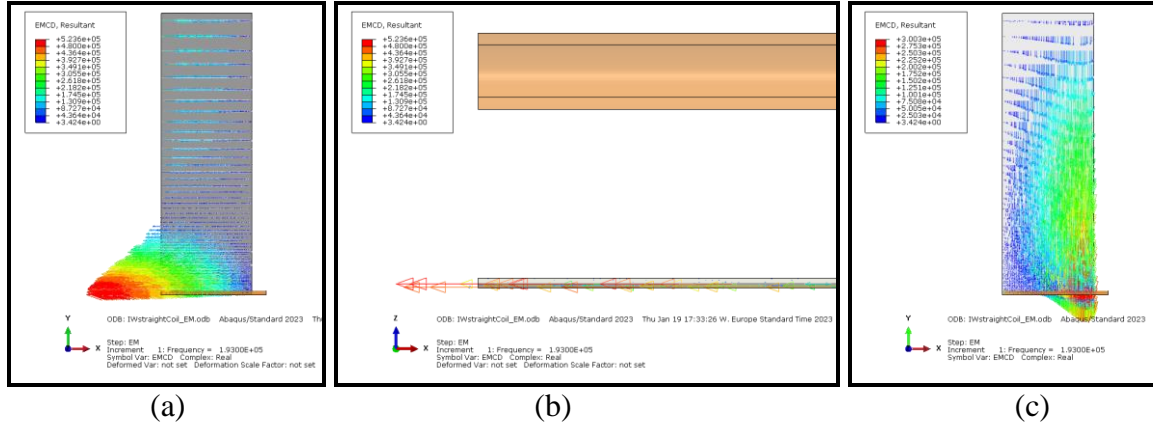 EMCD, Resultant
+5.236e+05
+4.800e+05
+4.364e+05
+3.927e+05
+3.491e+05
+3.055e+05
+2.618e+05
+2.182e+05
+1.745e+05
+1.309e+05
+8.727e+04
+4.364e+04
+3.424e+00
Y
X
ODB: IWstraightCoil_EM.odb Abaqus/Standard 2023 Thu
Step: EM
Increment 1: Frequency = 1.9300E+05
Symbol Var: EMCD Complex: Real
Deformed Var: not set Deformation Scale Factor: not set
(a)
EMCD, Resultant
+5.236e+05
+4.800e+05
+4.364e+05
+3.927e+05
+3.491e+05
+3.055e+05
+2.618e+05
+2.182e+05
+1.745e+05
+1.309e+05
+8.727e+04
+4.364e+04
+3.424e+00
Z
X
ODB: IWstraightCoil_EM.odb Abaqus/Standard 2023 Thu Jan 19 17:33:26 W. Europe Standard Time 2023
Step: EM
Increment 1: Frequency = 1.9300E+05
Symbol Var: EMCD Complex: Real
Deformed Var: not set Deformation Scale Factor: not set
(b)
EMCD, Resultant
+3.003e+05
+2.753e+05
+2.503e+05
+2.252e+05
+2.002e+05
+1.752e+05
+1.502e+05
+1.251e+05
+1.001e+05
+7.508e+04
+5.005e+04
+2.503e+04
+3.424e+00
Y
X
ODB: IWstraightCoil_EM.odb Abaqus/Standard 2023
Step: EM
Increment 1: Frequency = 1.9300E+05
Symbol Var: EMCD Complex: Real
(c)